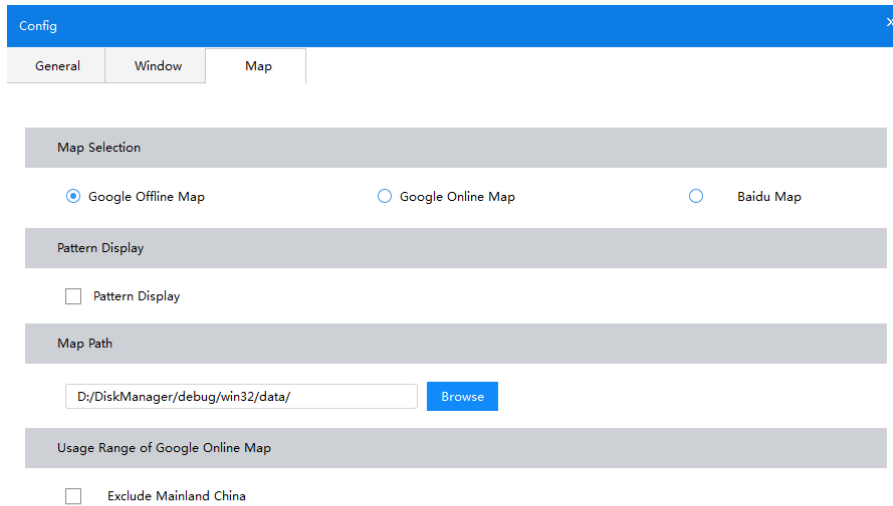 Config
General Window Map
Map Selection
Google Offline Map Google Online Map Baidu Map
Pattern Display
Pattern Display
Map Path
D:/DiskManager/debug/win32/data/ Browse
Usage Range of Google Online Map
Exclude Mainland China